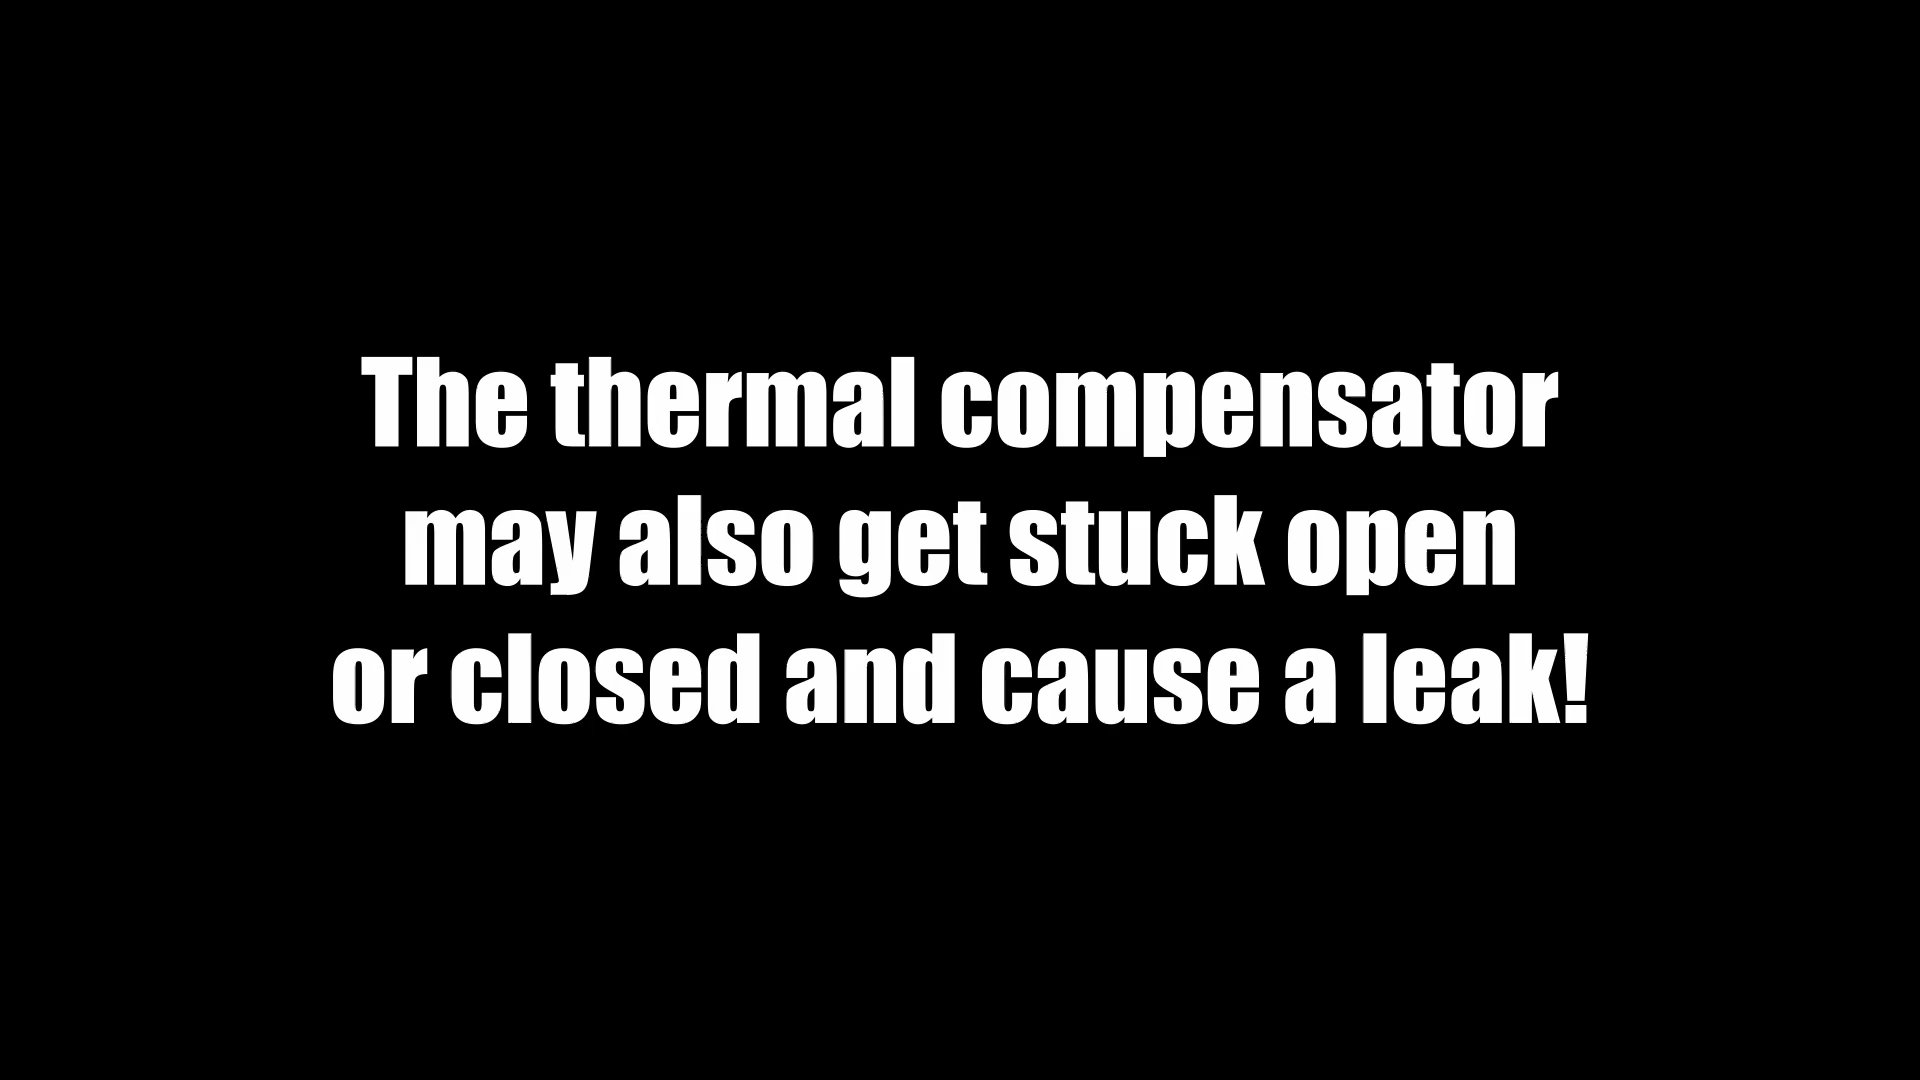 The thermal compensator
may also get stuck open
or closed and cause a leak!